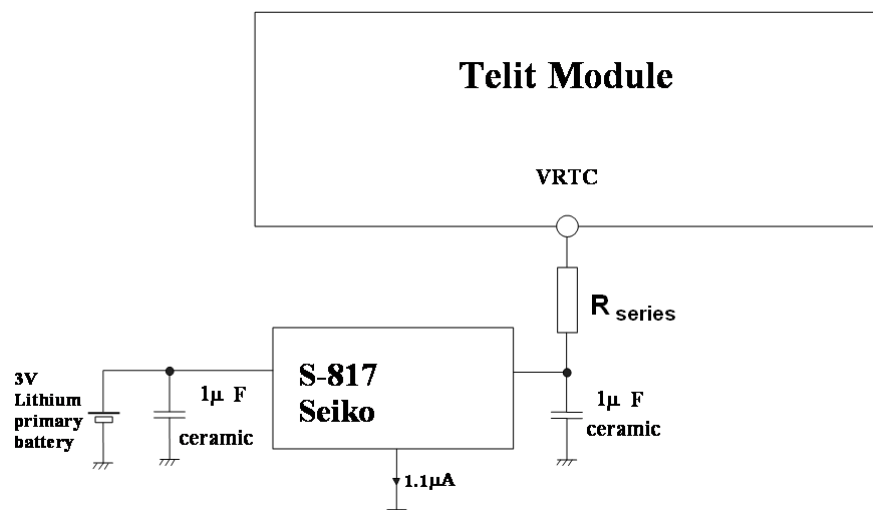 Telit Module
VRTC
R series
S-817
Seiko
3V
Lithium
primary
battery
1μ F
ceramic
1μ F
ceramic
1.1μA